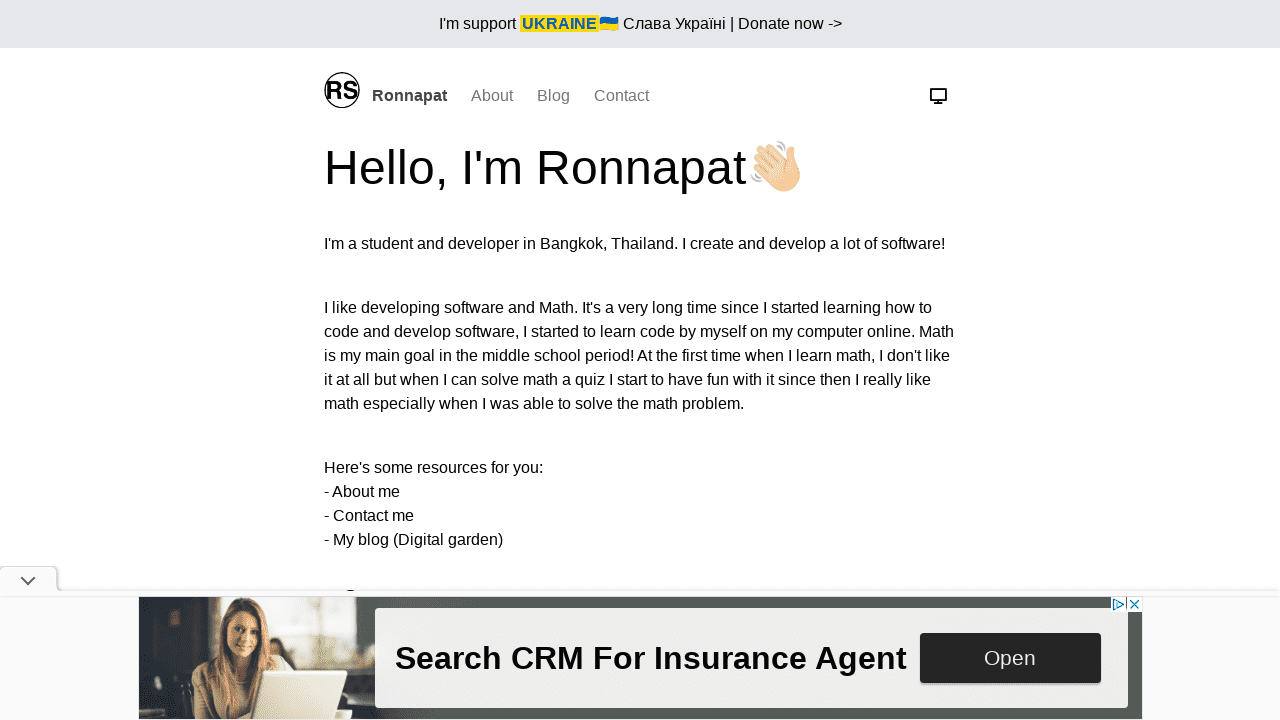 I'm support UKRAINE🇺🇦 Слава Україні | Donate now ->
RS
Ronnapat About Blog Contact
Hello, I'm Ronnapat👋🏼
I'm a student and developer in Bangkok, Thailand. I create and develop a lot of software!
I like developing software and Math. It's a very long time since I started learning how to
code and develop software, I started to learn code by myself on my computer online. Math
is my main goal in the middle school period! At the first time when I learn math, I don't like
it at all but when I can solve math a quiz I start to have fun with it since then I really like
math especially when I was able to solve the math problem.
Here's some resources for you:
- About me
- Contact me
- My blog (Digital garden)
Search CRM For Insurance Agent
Open